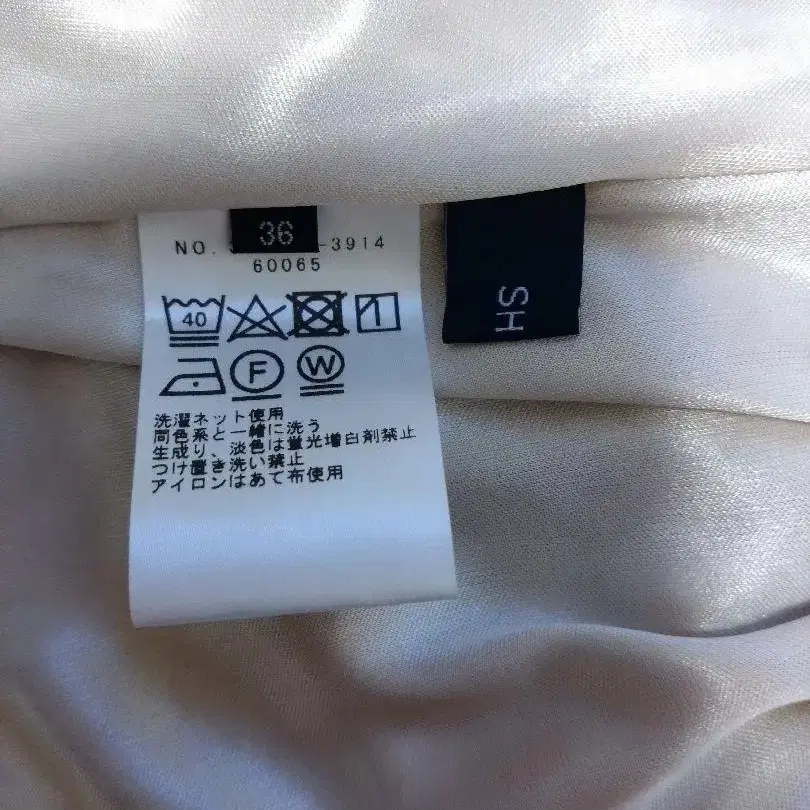 36
NO. 3 -3914
60065
40
F
W
洗濯ネット使用
同色系と一緒に洗う
生成り、淡色は蛍光増白剤禁止
つけ置き洗い禁止
アイロンはあて布使用
HS